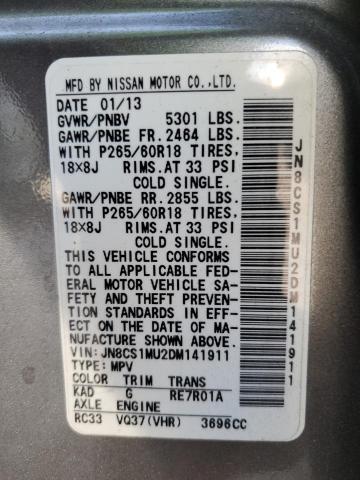 MFD BY NISSAN MOTOR CO.,LTD.
DATE 01/13
GVWR/PNBV 5301 LBS.
GAWR/PNBE FR. 2464 LBS.
WITH P265/60R18 TIRES,
18×8J RIMS.AT 33 PSI
COLD SINGLE.
GAWR/PNBE RR. 2855 LBS.
WITH P265/60R18 TIRES,
18×8J RIMS.AT 33 PSI
COLD SINGLE.
THIS VEHICLE CONFORMS
TO ALL APPLICABLE FED-
ERAL MOTOR VEHICLE SA-
FETY AND THEFT PREVEN-
TION STANDARDS IN EFF-
ECT ON THE DATE OF MA-
NUFACTURE SHOWN ABOVE.
VIN:JN8CS1MU2DM141911
TYPE:MPV
COLOR TRIM TRANS
KAD G RE7R01A
AXLE ENGINE
RC33 VQ37(VHR) 3696CC
JN8CS1MU2DM141911